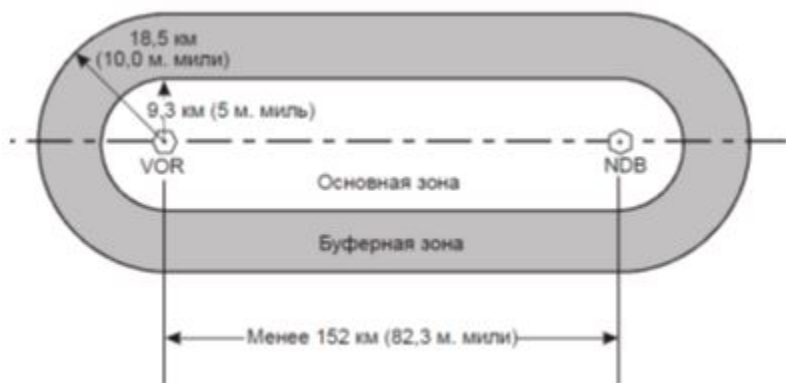 18,5 км
(10,0 м. мили)
9,3 км (5 м. миль)
VOR
NDB
Основная зона
Буферная зона
Менее 152 км (82,3 м. мили)